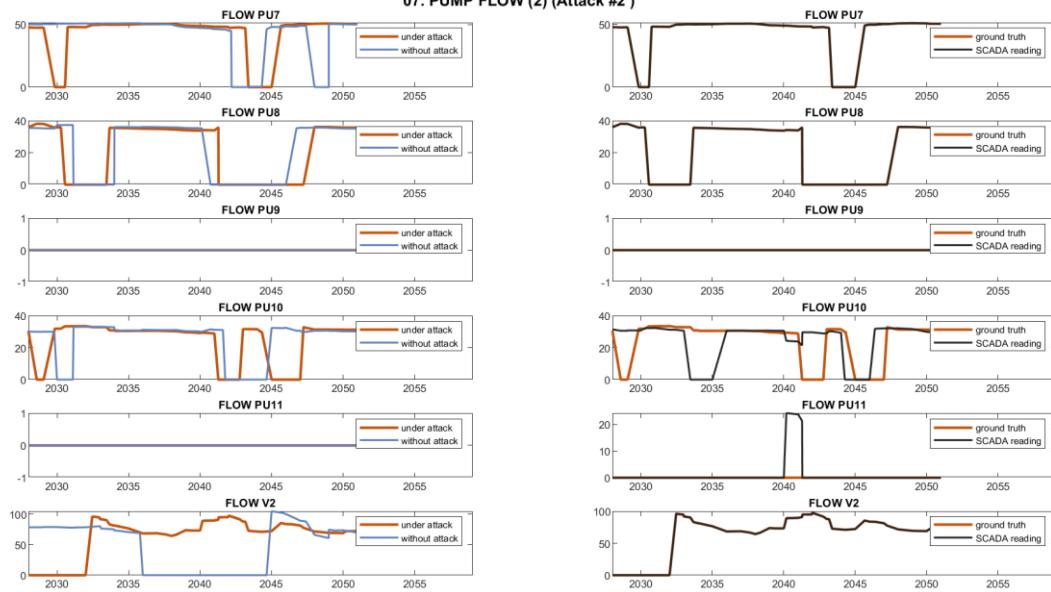 07. PUMP FLOW (2) (Attack #2 )
FLOW PU7
50
0
2030 2035 2040 2045 2050 2055
under attack
without attack
FLOW PU7
50
0
2030 2035 2040 2045 2050 2055
ground truth
SCADA reading
FLOW PU8
40
20
0
2030 2035 2040 2045 2050 2055
under attack
without attack
FLOW PU8
40
20
0
2030 2035 2040 2045 2050 2055
ground truth
SCADA reading
FLOW PU9
1
0
-1
2030 2035 2040 2045 2050 2055
under attack
without attack
FLOW PU9
1
0
-1
2030 2035 2040 2045 2050 2055
ground truth
SCADA reading
FLOW PU10
40
20
0
2030 2035 2040 2045 2050 2055
under attack
without attack
FLOW PU10
40
20
0
2030 2035 2040 2045 2050 2055
ground truth
SCADA reading
FLOW PU11
1
0
-1
2030 2035 2040 2045 2050 2055
under attack
without attack
FLOW PU11
20
10
0
2030 2035 2040 2045 2050 2055
ground truth
SCADA reading
FLOW V2
100
50
0
2030 2035 2040 2045 2050 2055
under attack
without attack
FLOW V2
100
50
0
2030 2035 2040 2045 2050 2055
ground truth
SCADA reading